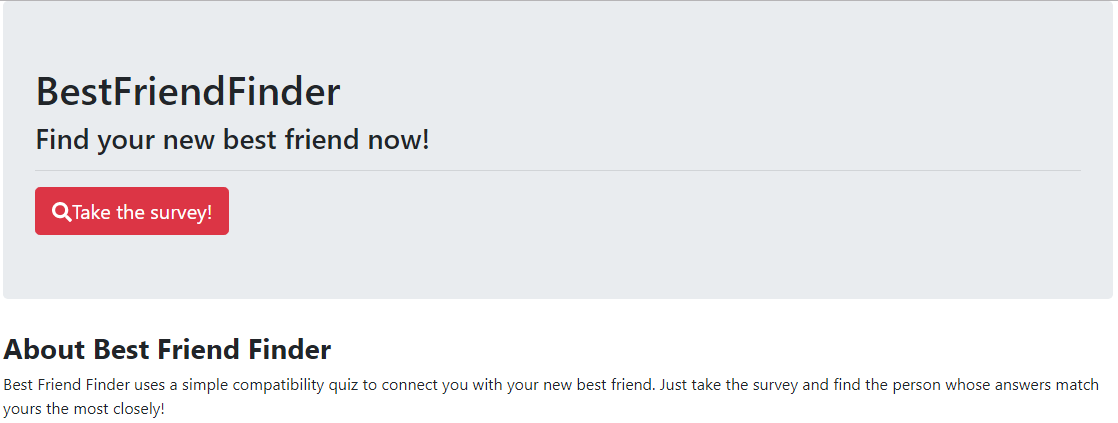 BestFriendFinder
Find your new best friend now!
Take the survey!
About Best Friend Finder
Best Friend Finder uses a simple compatibility quiz to connect you with your new best friend. Just take the survey and find the person whose answers match
yours the most closely!